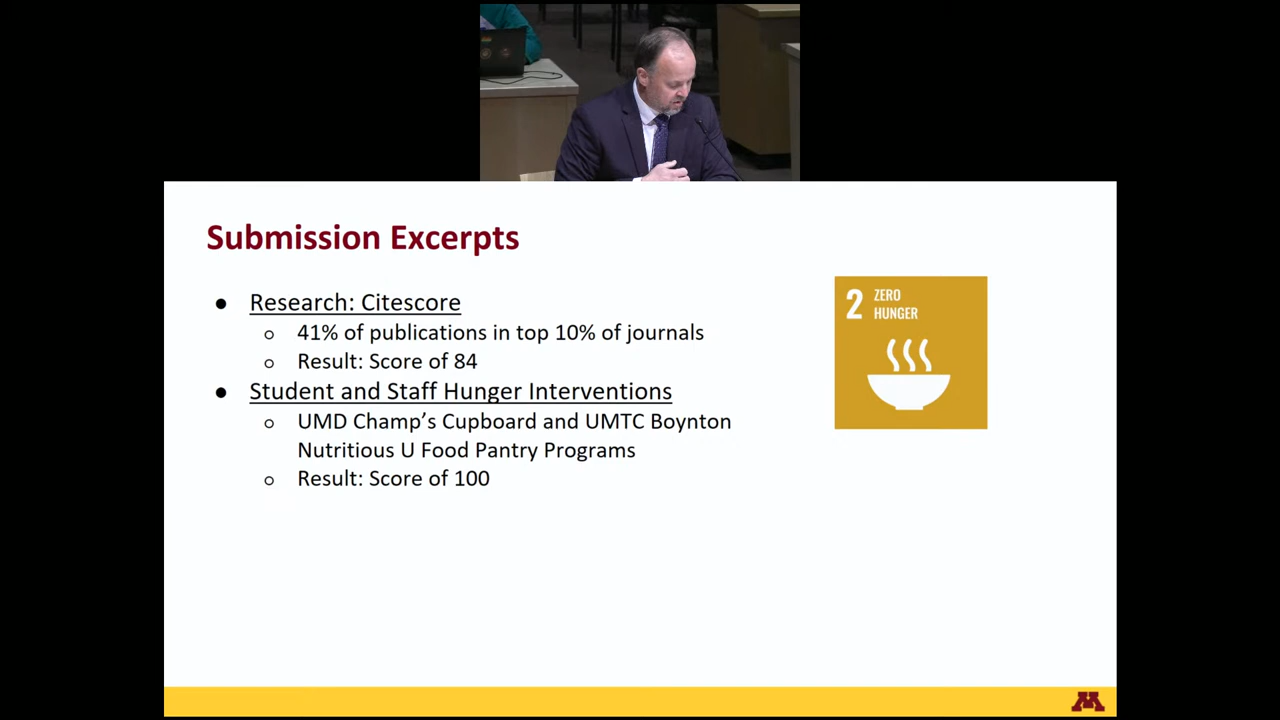 Submission Excerpts
● Research: Citescore
○ 41% of publications in top 10% of journals
○ Result: Score of 84
● Student and Staff Hunger Interventions
○ UMD Champ’s Cupboard and UMTC Boynton
Nutritious U Food Pantry Programs
○ Result: Score of 100
2 ZERO
HUNGER
M